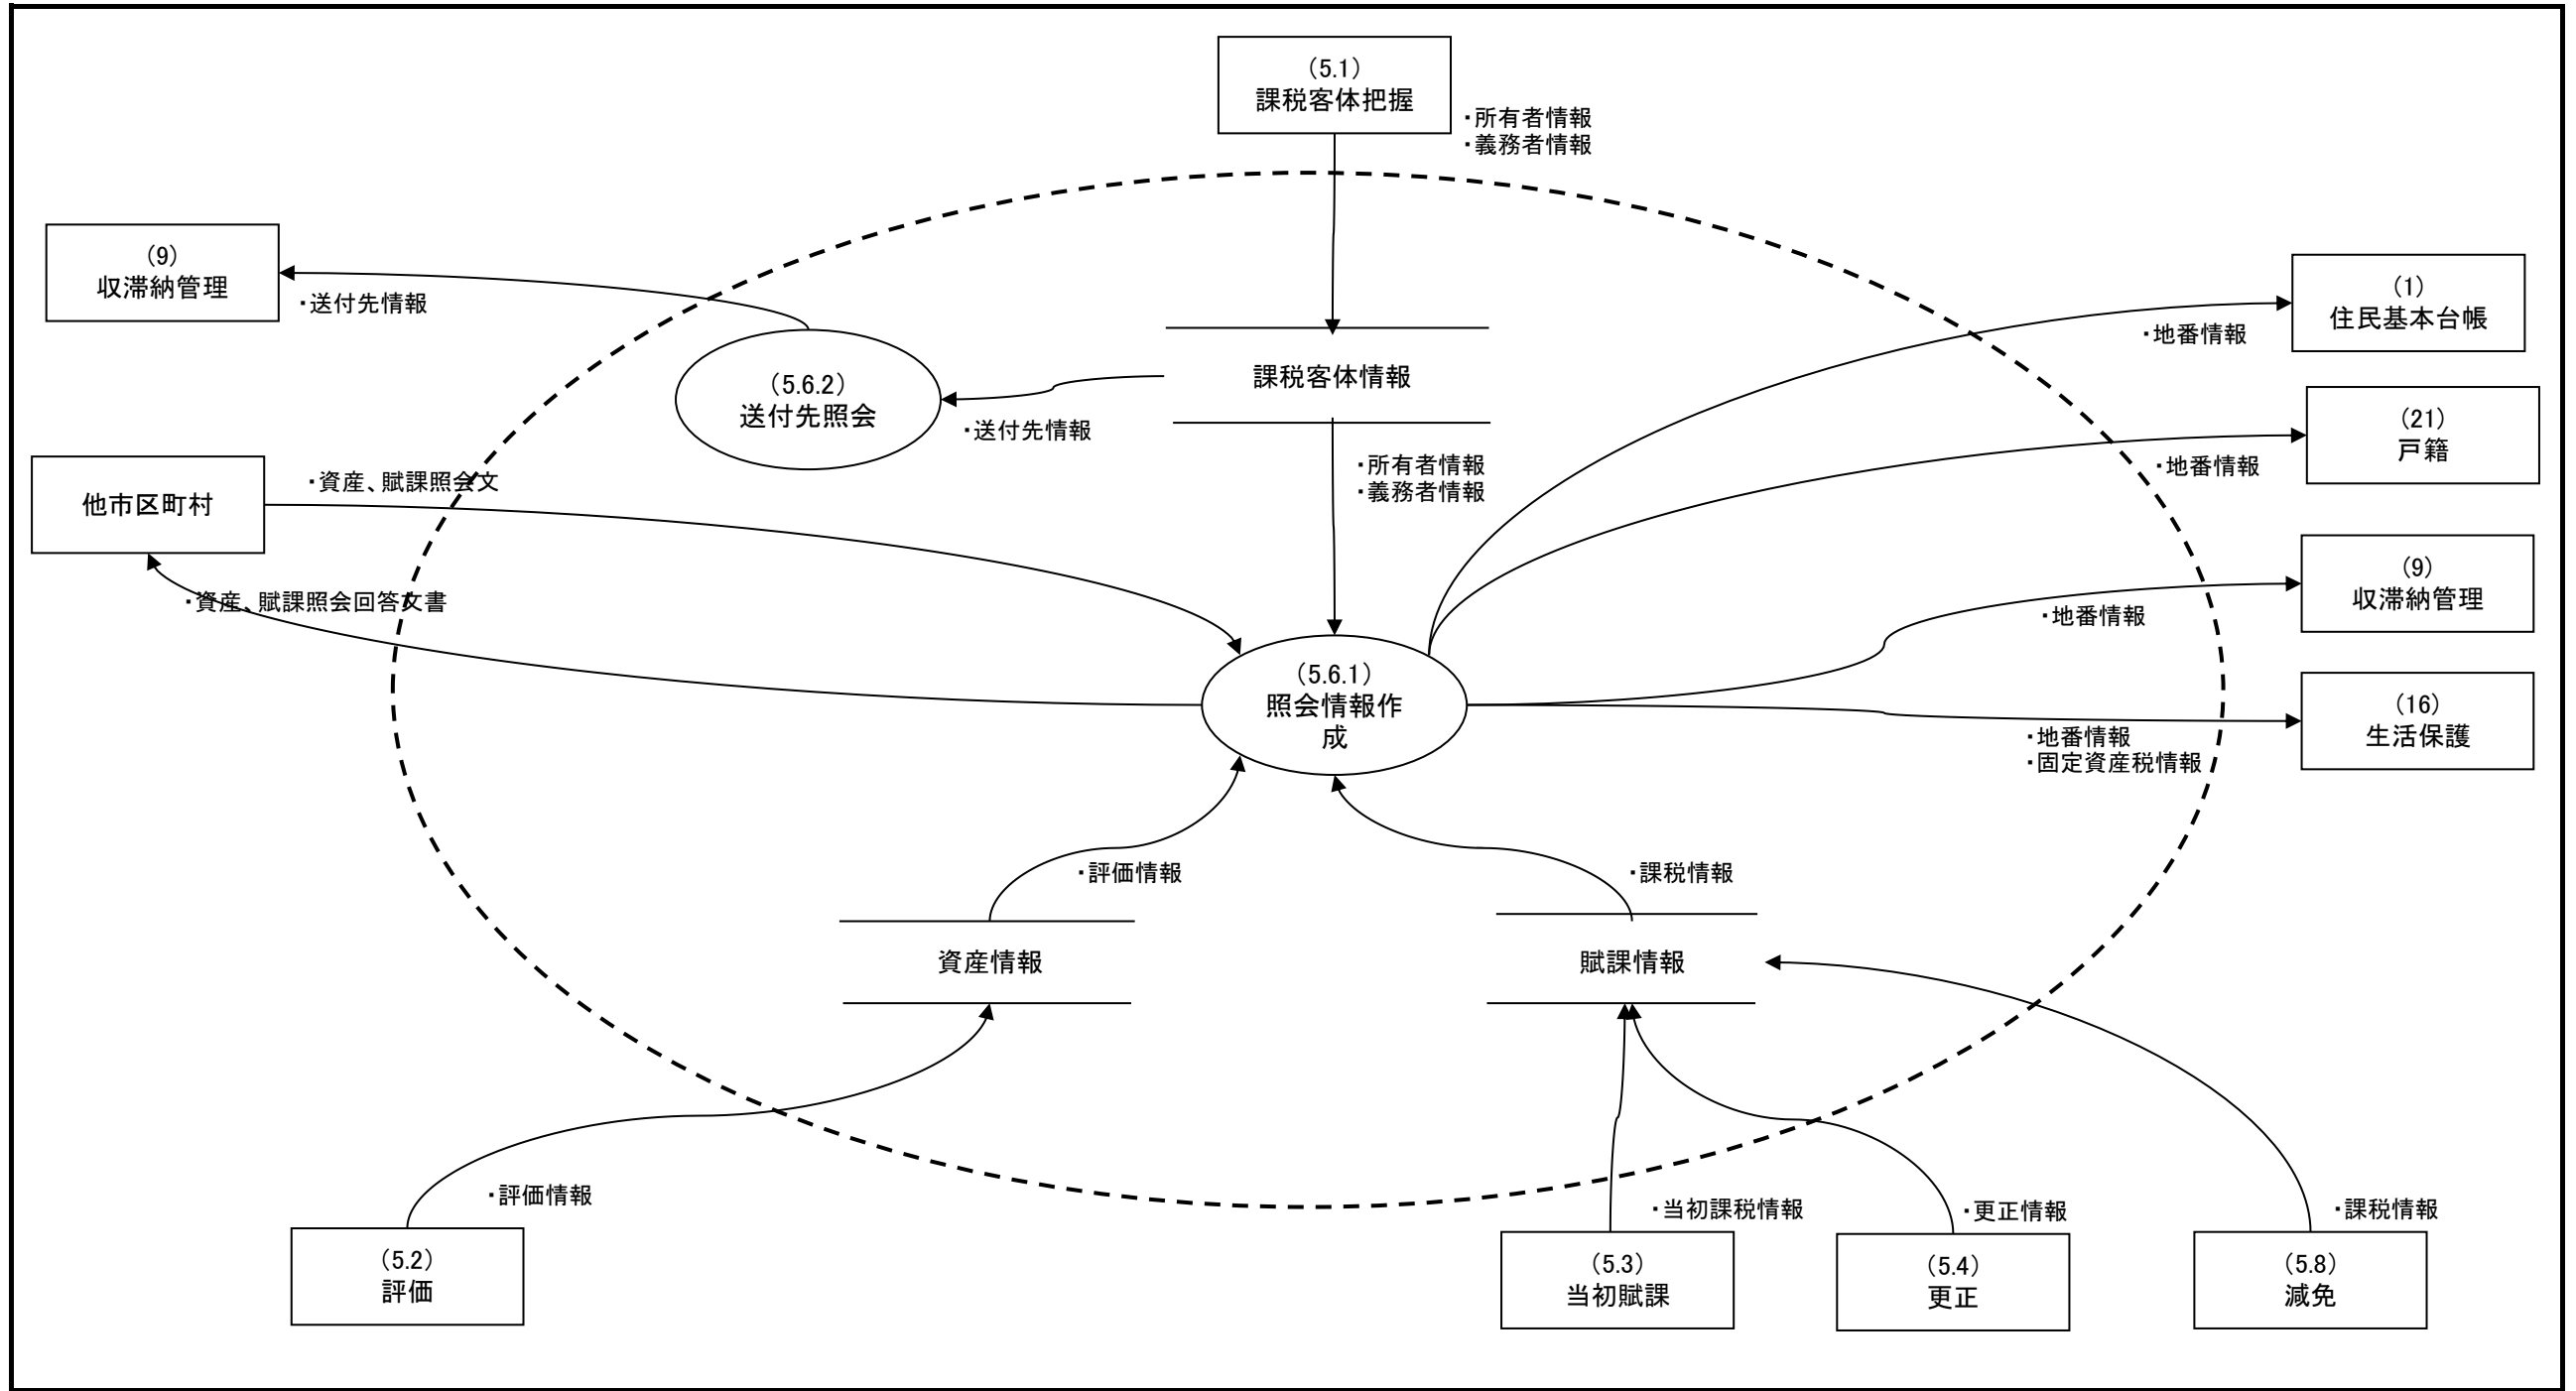 （5.1）
課税客体把握
・所有者情報
・義務者情報
（9）
収滞納管理
・送付先情報
（1）
住民基本台帳
・地番情報
（5.6.2）
送付先照会
課税客体情報
・送付先情報
（21）
戸籍
・地番情報
他市区町村
・資産、賦課照会文
・所有者情報
・義務者情報
・資産、賦課照会回答文書
（9）
収滞納管理
・地番情報
（5.6.1）
照会情報作
成
（16）
生活保護
・地番情報
・固定資産税情報
・評価情報
・課税情報
資産情報
賦課情報
・評価情報
・当初課税情報
・更正情報
・課税情報
（5.2）
評価
（5.3）
当初賦課
（5.4）
更正
（5.8）
減免